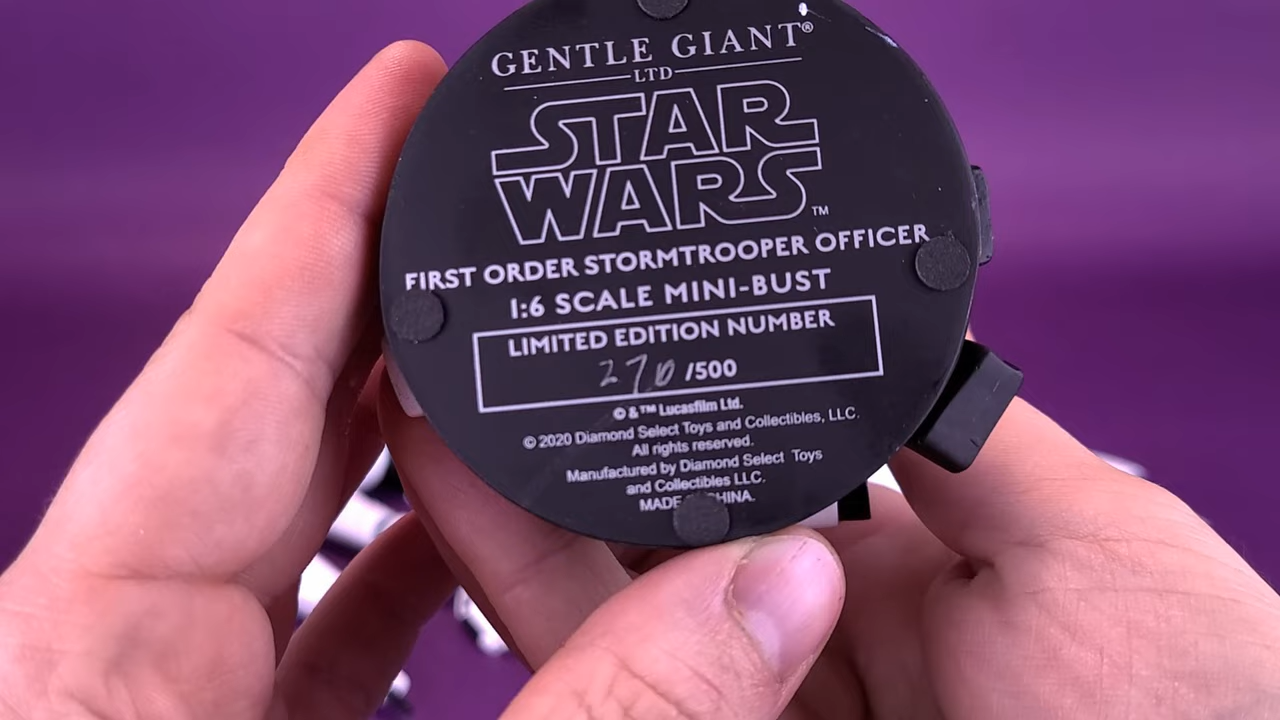 GENTLE GIANT®
LTD
STAR
WARS™
FIRST ORDER STORMTROOPER OFFICER
1:6 SCALE MINI-BUST
LIMITED EDITION NUMBER
270 /500
© &™ Lucasfilm Ltd.
© 2020 Diamond Select Toys and Collectibles, LLC.
All rights reserved.
Manufactured by Diamond Select Toys
and Collectibles LLC.
MADE CHINA.